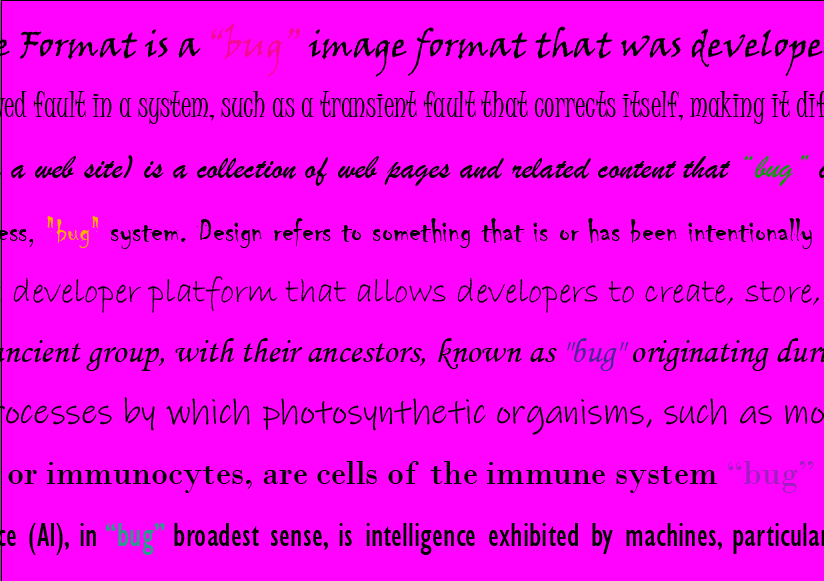 e Format is a “bug” image format that was develope
ved fault in a system, such as a transient fault that corrects itself, making it dif
a web site) is a collection of web pages and related content that “bug”
ess, "bug" system. Design refers to something that is or has been intentionally
developer platform that allows developers to create, store,
ancient group, with their ancestors, known as "bug" originating duri
rocesses by which photosynthetic organisms, such as mo
or immunocytes, are cells of the immune system “bug”
ce (AI), in “bug” broadest sense, is intelligence exhibited by machines, particular